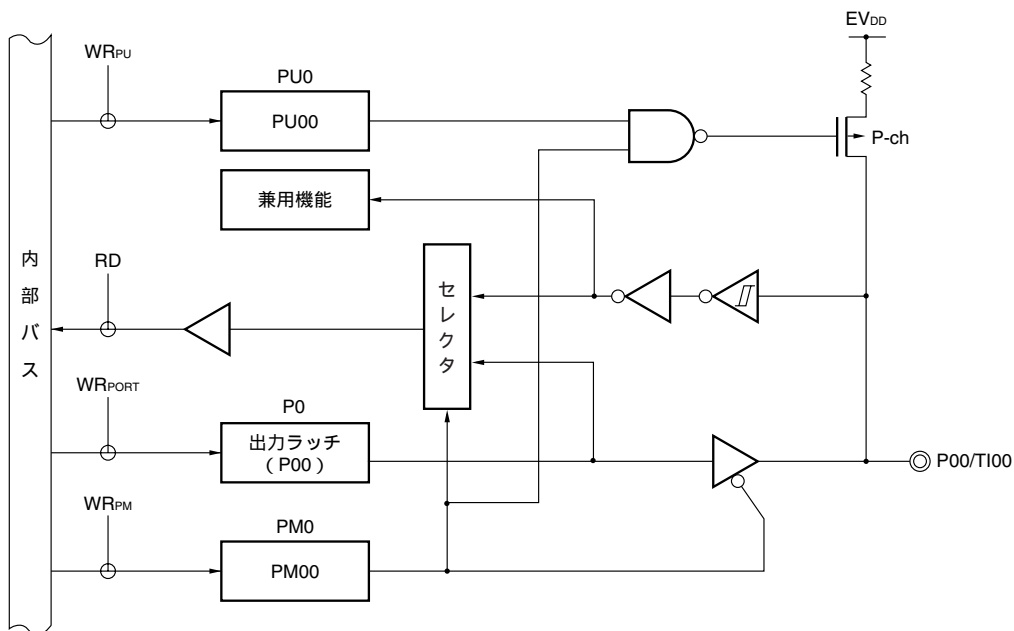 EVDD
WRPU
PU0
PU00
P-ch
兼用機能
内部バス
RD
セレクタ
WRPORT
P0
出力ラッチ
（P00）
P00/TI00
WRPM
PM0
PM00